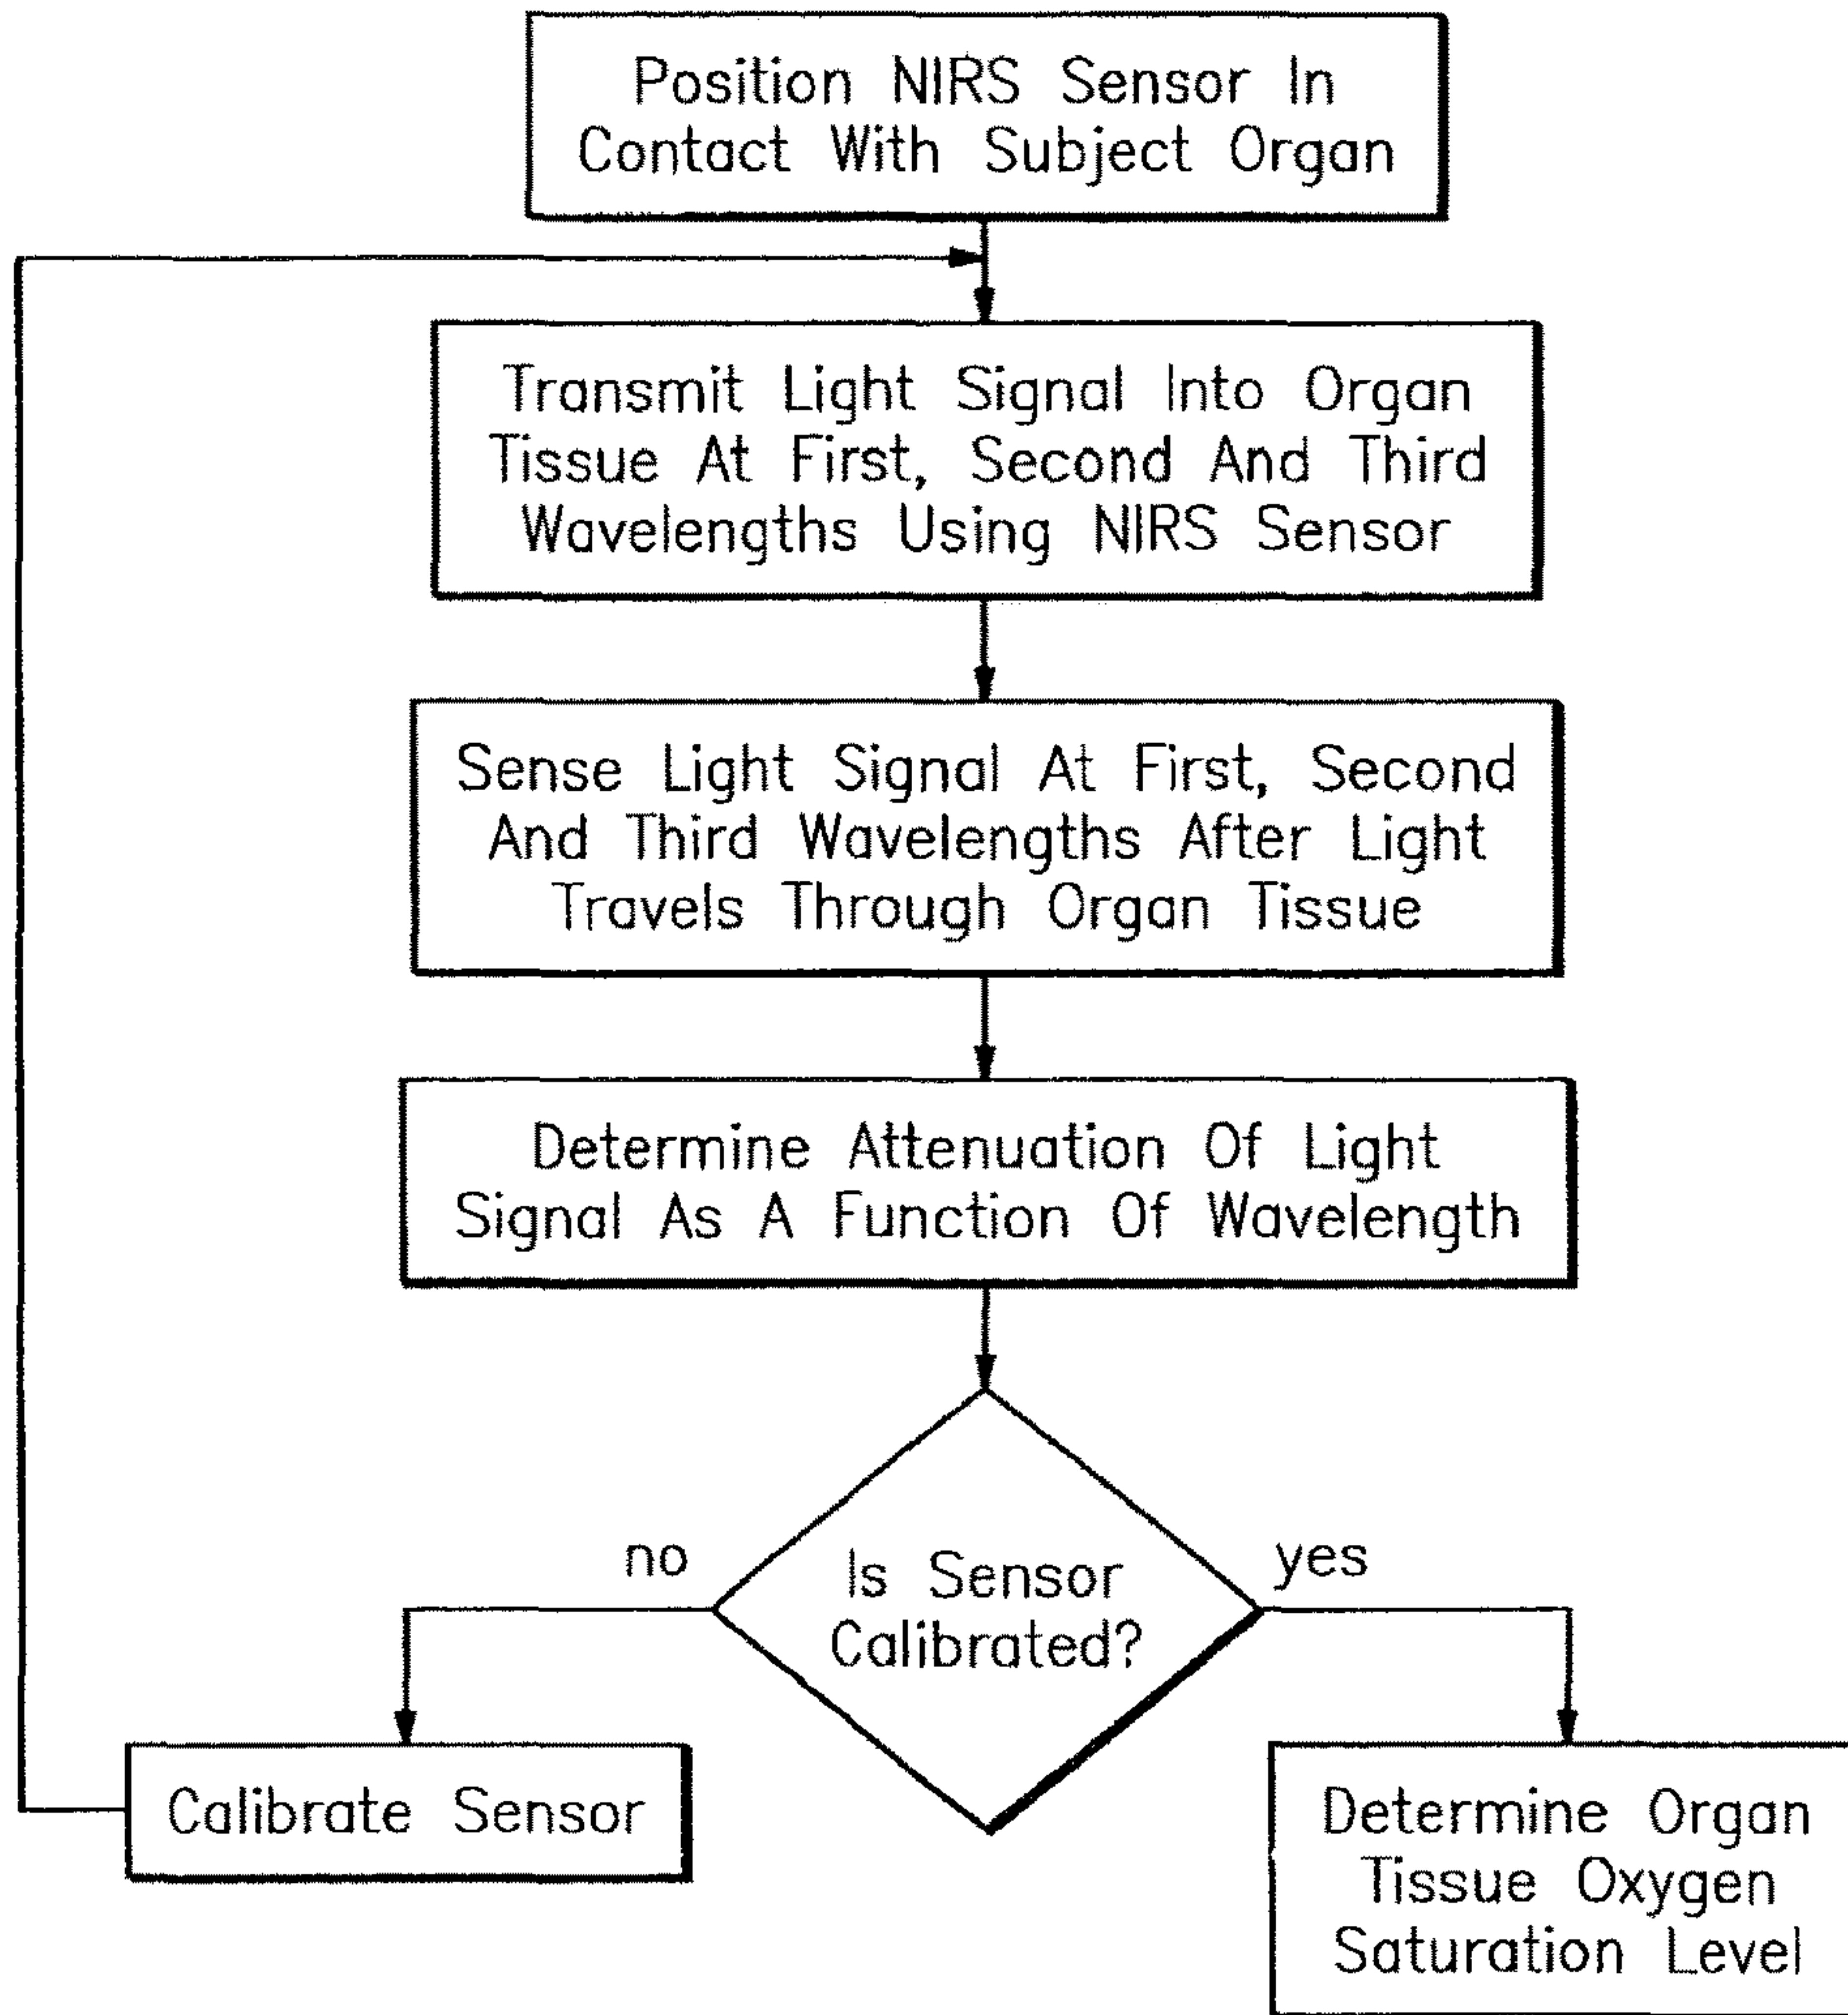 Position NIRS Sensor In
Contact With Subject Organ
Transmit Light Signal Into Organ
Tissue At First, Second And Third
Wavelengths Using NIRS Sensor
Sense Light Signal At First, Second
And Third Wavelengths After Light
Travels Through Organ Tissue
Determine Attenuation Of Light
Signal As A Function Of Wavelength
no
yes
Is Sensor
Calibrated?
Calibrate Sensor
Determine Organ
Tissue Oxygen
Saturation Level